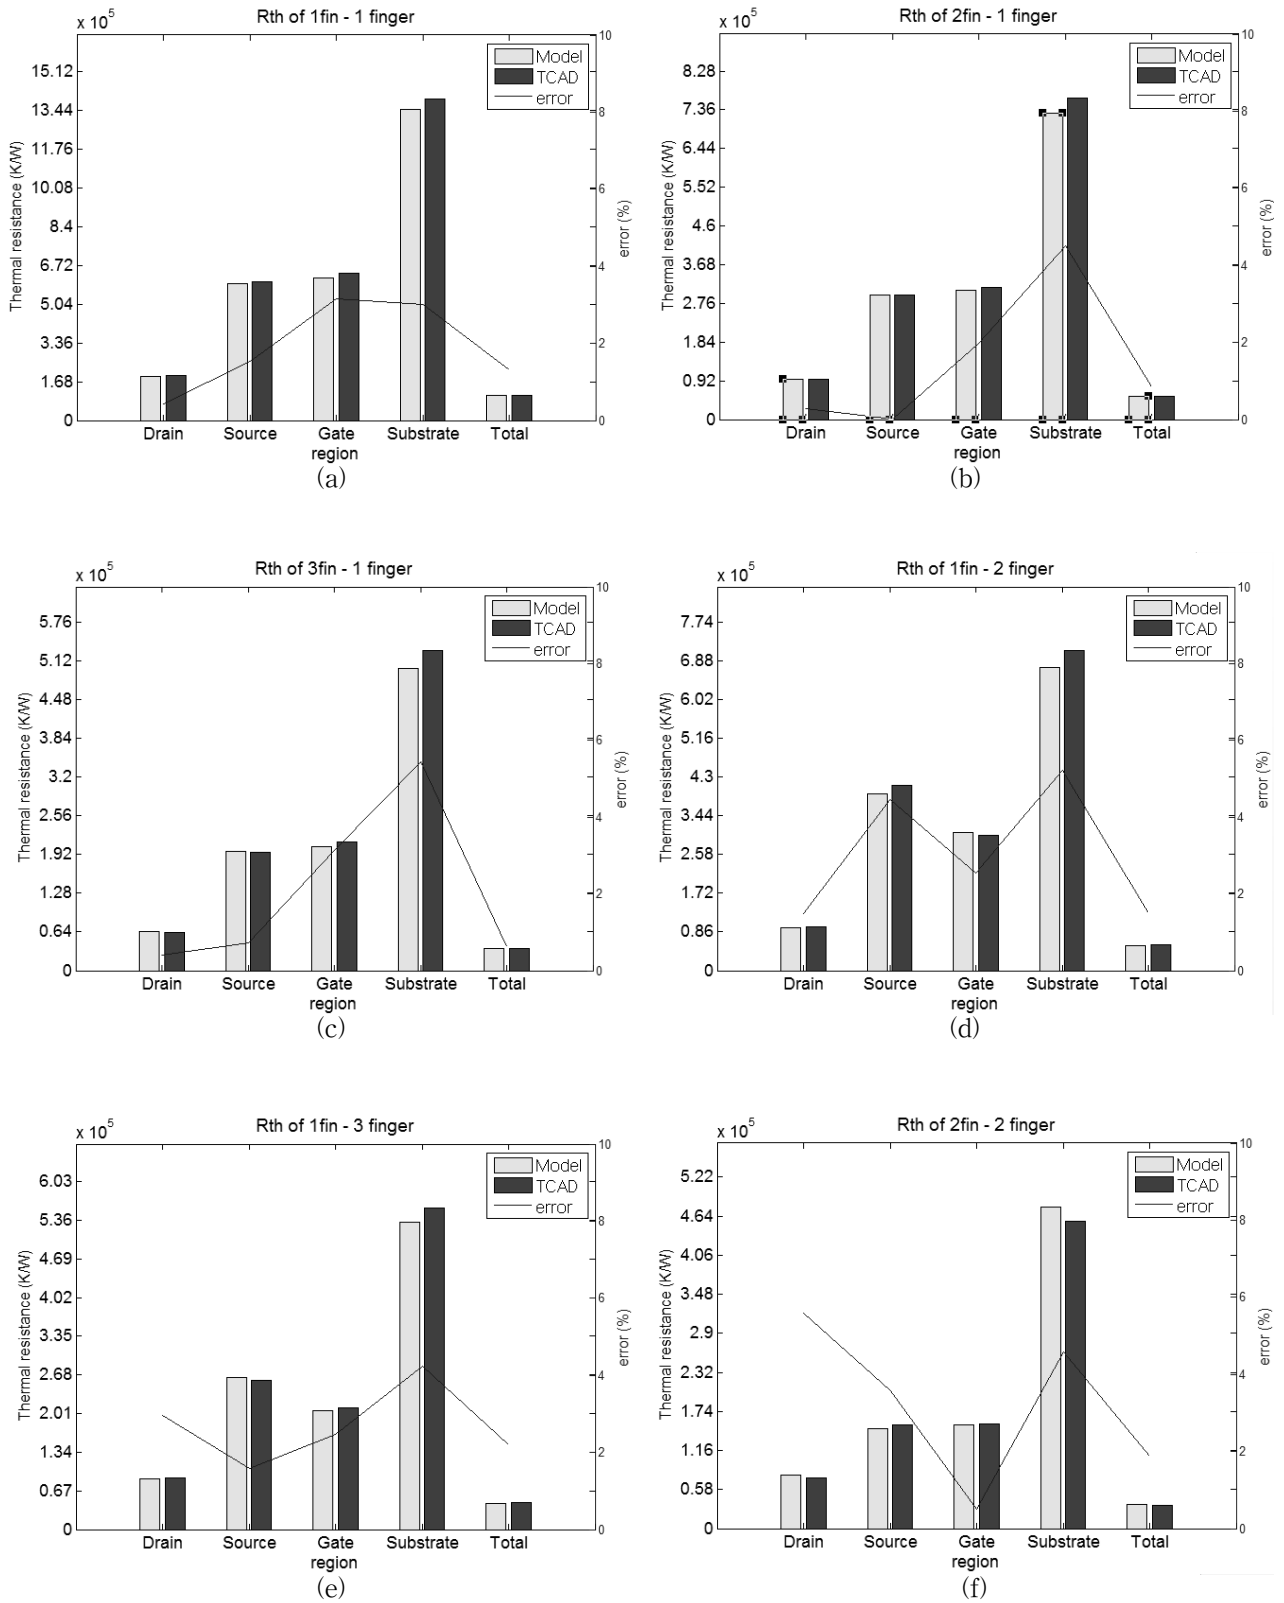 Rth of 1fin - 1 finger
x 10^5
Thermal resistance (K/W)
15.12
13.44
11.76
10.08
8.4
6.72
5.04
3.36
1.68
0
10
8
6
4
2
0
error (%)
Model
TCAD
error
Drain Source Gate Substrate Total
region
(a)
Rth of 2fin - 1 finger
x 10^5
Thermal resistance (K/W)
8.28
7.36
6.44
5.52
4.6
3.68
2.76
1.84
0.92
0
10
8
6
4
2
0
error (%)
Model
TCAD
error
Drain Source Gate Substrate Total
region
(b)
Rth of 3fin - 1 finger
x 10^5
Thermal resistance (K/W)
5.76
5.12
4.48
3.84
3.2
2.56
1.92
1.28
0.64
0
10
8
6
4
2
0
error (%)
Model
TCAD
error
Drain Source Gate Substrate Total
region
(c)
Rth of 1fin - 2 finger
x 10^5
Thermal resistance (K/W)
7.74
6.88
6.02
5.16
4.3
3.44
2.58
1.72
0.86
0
10
8
6
4
2
0
error (%)
Model
TCAD
error
Drain Source Gate Substrate Total
region
(d)
Rth of 1fin - 3 finger
x 10^5
Thermal resistance (K/W)
6.03
5.36
4.69
4.02
3.35
2.68
2.01
1.34
0.67
0
10
8
6
4
2
0
error (%)
Model
TCAD
error
Drain Source Gate Substrate Total
region
(e)
Rth of 2fin - 2 finger
x 10^5
Thermal resistance (K/W)
5.22
4.64
4.06
3.48
2.9
2.32
1.74
1.16
0.58
0
10
8
6
4
2
0
error (%)
Model
TCAD
error
Drain Source Gate Substrate Total
region
(f)